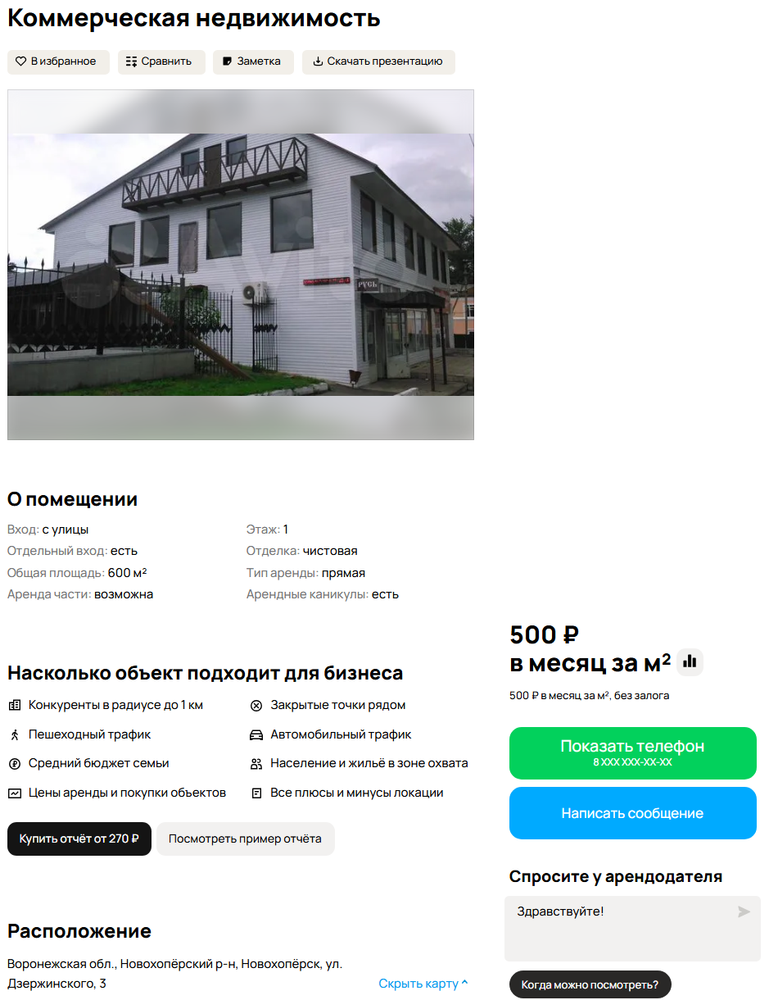 Коммерческая недвижимость
В избранное
Сравнить
Заметка
Скачать презентацию
Avito
РУСЬ
О помещении
Вход: с улицы
Этаж: 1
Отдельный вход: есть
Отделка: чистовая
Общая площадь: 600 м²
Тип аренды: прямая
Аренда части: возможна
Арендные каникулы: есть
Насколько объект подходит для бизнеса
Конкуренты в радиусе до 1 км
Закрытые точки рядом
Пешеходный трафик
Автомобильный трафик
Средний бюджет семьи
Население и жильё в зоне охвата
Цены аренды и покупки объектов
Все плюсы и минусы локации
Купить отчёт от 270 ₽
Посмотреть пример отчёта
Расположение
Воронежская обл., Новохопёрский р-н, Новохопёрск, ул.
Дзержинского, 3
Скрыть карту
500 ₽
в месяц за м²
500 ₽ в месяц за м², без залога
Показать телефон
8 XXX XXX-XX-XX
Написать сообщение
Спросите у арендодателя
Здравствуйте!
Когда можно посмотреть?